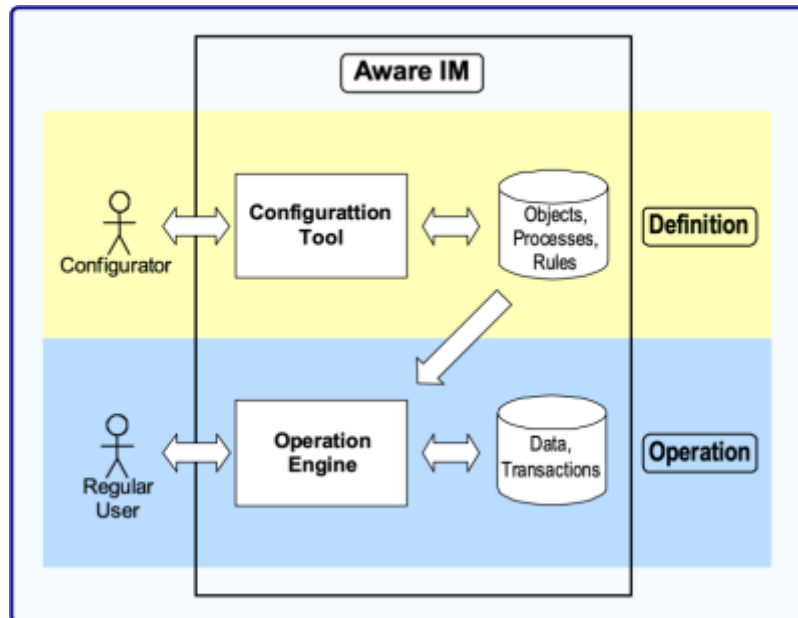 Aware IM
Configurattion
Tool
Objects,
Processes,
Rules
Definition
Configurator
Operation
Engine
Data,
Transactions
Operation
Regular
User